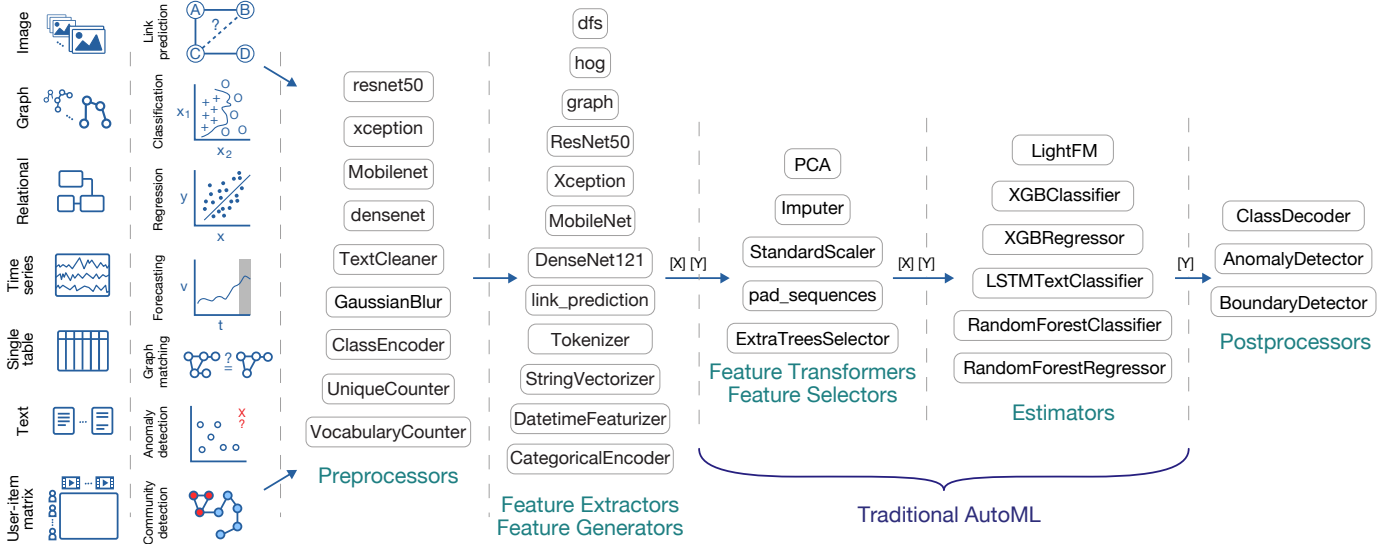 Image
Graph
Relational
Time
series
Single
table
Text
User-item
matrix
...
...
...
...
Link
prediction
A
B
?
C
D
Classification
x1
x2
Regression
y
x
Forecasting
v
t
Graph
matching
?
=
Anomaly
detection
X
?
Community
detection
resnet50
xception
Mobilenet
densenet
TextCleaner
GaussianBlur
ClassEncoder
UniqueCounter
VocabularyCounter
Preprocessors
dfs
hog
graph
ResNet50
Xception
MobileNet
DenseNet121
link_prediction
Tokenizer
StringVectorizer
DatetimeFeaturizer
CategoricalEncoder
Feature Extractors
Feature Generators
[X] [Y]
PCA
Imputer
StandardScaler
pad_sequences
ExtraTreesSelector
Feature Transformers
Feature Selectors
[X] [Y]
LightFM
XGBClassifier
XGBRegressor
LSTMTextClassifier
RandomForestClassifier
RandomForestRegressor
Estimators
[Y]
ClassDecoder
AnomalyDetector
BoundaryDetector
Postprocessors
Traditional AutoML